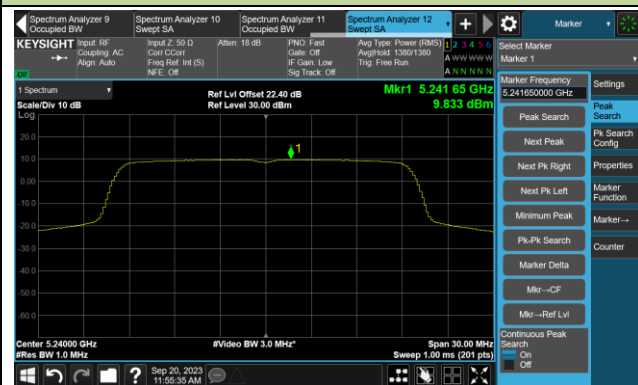 Spectrum Analyzer 9
Occupied BW
Spectrum Analyzer 10
Swept SA
Spectrum Analyzer 11
Occupied BW
Spectrum Analyzer 12
Swept SA
Marker
KEYSIGHT
Input: RF
Coupling: AC
Align: Auto
Input Z: 50 Ω
Corr CCorr
Freq Ref: Int (S)
NFE: Off
Atten: 18 dB
PNO: Fast
Gate: Off
IF Gain: Low
Sig Track: Off
Avg Type: Power (RMS)
Avg|Hold: 1380/1380
Trig: Free Run
1 2 3 4 5 6
A W W W W W
A N N N N N
Select Marker
Marker 1
1 Spectrum
Scale/Div 10 dB
Log
Ref Lvl Offset 22.40 dB
Ref Level 30.00 dBm
Mkr1 5.241 65 GHz
9.833 dBm
20.0
10.0
0.00
-10.0
-20.0
-30.0
-40.0
-50.0
-60.0
1
Center 5.24000 GHz
#Res BW 1.0 MHz
#Video BW 3.0 MHz*
Span 30.00 MHz
Sweep 1.00 ms (201 pts)
Marker Frequency
5.241650000 GHz
Peak Search
Next Peak
Next Pk Right
Next Pk Left
Minimum Peak
Pk-Pk Search
Marker Delta
Mkr→CF
Mkr→Ref Lvl
Continuous Peak
Search
On
Off
Settings
Peak
Search
Pk Search
Config
Properties
Marker
Function
Marker→
Counter
Sep 20, 2023
11:55:35 AM